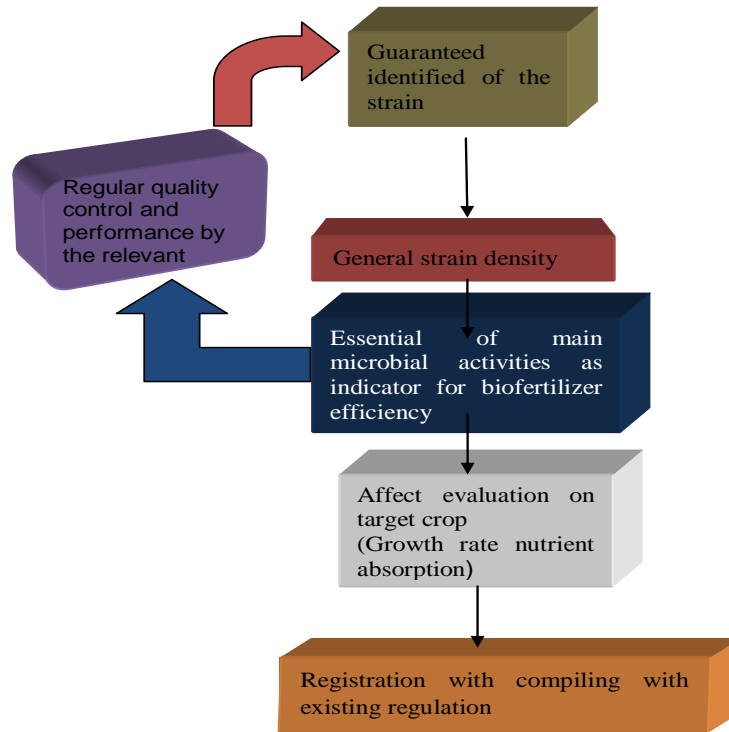 Guaranteed
identified of the
strain
Regular quality
control and
performance by
the relevant
General strain density
Essential of main
microbial activities as
indicator for biofertilizer
efficiency
Affect evaluation on
target crop
(Growth rate nutrient
absorption)
Registration with compiling with
existing regulation